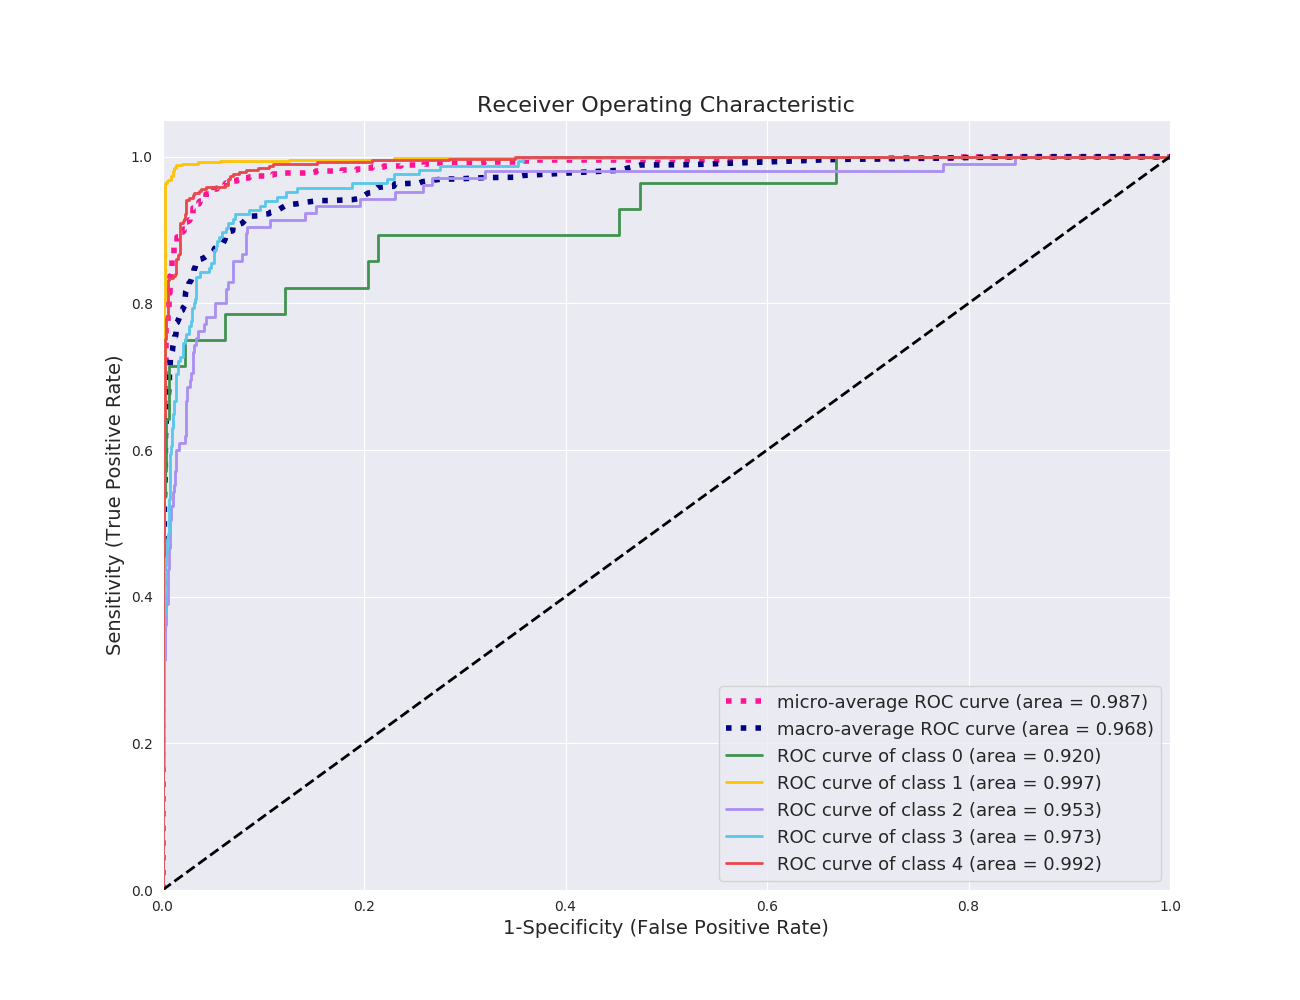 Receiver Operating Characteristic
Sensitivity (True Positive Rate)
1.0
0.8
0.6
0.4
0.2
0.0
micro-average ROC curve (area = 0.987)
macro-average ROC curve (area = 0.968)
ROC curve of class 0 (area = 0.920)
ROC curve of class 1 (area = 0.997)
ROC curve of class 2 (area = 0.953)
ROC curve of class 3 (area = 0.973)
ROC curve of class 4 (area = 0.992)
0.0 0.2 0.4 0.6 0.8 1.0
1-Specificity (False Positive Rate)